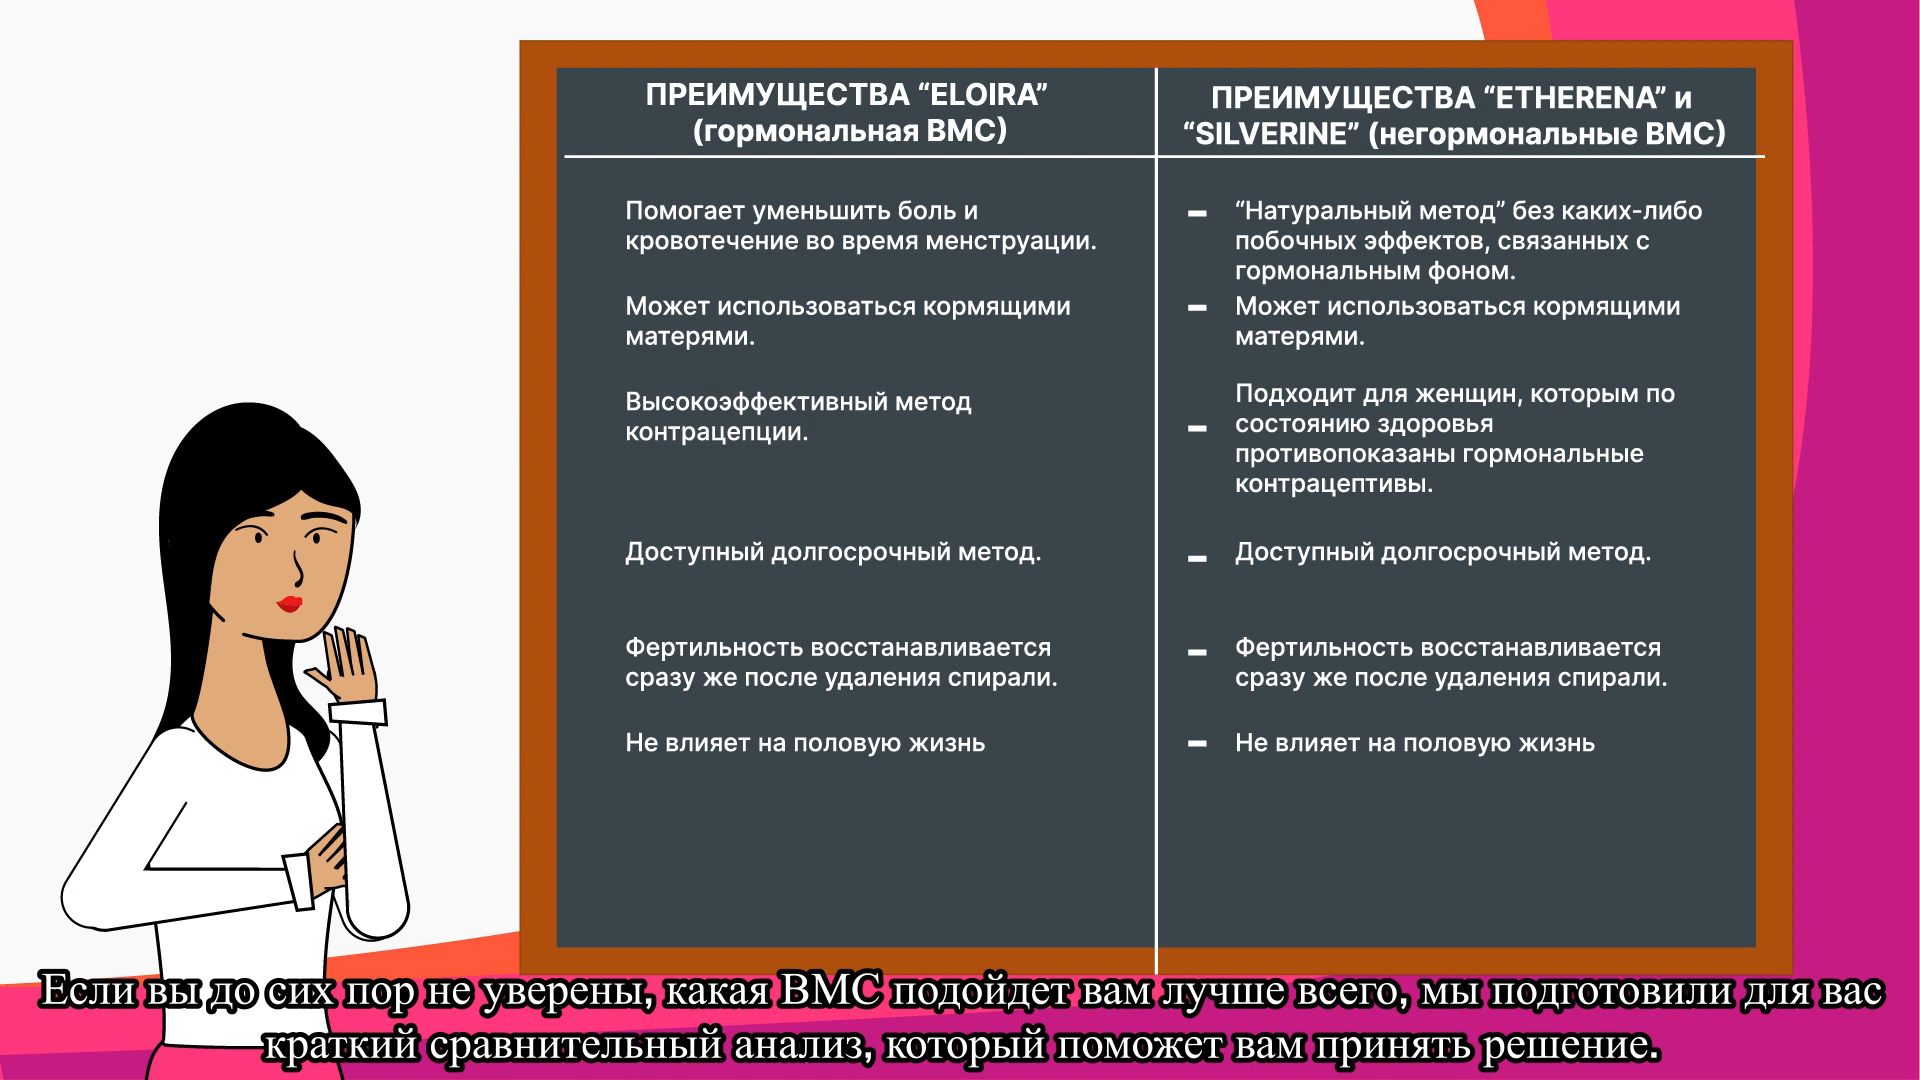 ПРЕИМУЩЕСТВА “ELOIRA”
(гормональная ВМС)
Помогает уменьшить боль и
кровотечение во время менструации.
Может использоваться кормящими
матерями.
Высокоэффективный метод
контрацепции.
Доступный долгосрочный метод.
Фертильность восстанавливается
сразу же после удаления спирали.
Не влияет на половую жизнь
ПРЕИМУЩЕСТВА “ETHERENA” и
“SILVERINE” (негормональные ВМС)
– “Натуральный метод” без каких-либо
побочных эффектов, связанных с
гормональным фоном.
– Может использоваться кормящими
матерями.
Подходит для женщин, которым по
– состоянию здоровья
противопоказаны гормональные
контрацептивы.
– Доступный долгосрочный метод.
– Фертильность восстанавливается
сразу же после удаления спирали.
– Не влияет на половую жизнь
Если вы до сих пор не уверены, какая ВМС подойдет вам лучше всего, мы подготовили для вас
краткий сравнительный анализ, который поможет вам принять решение.